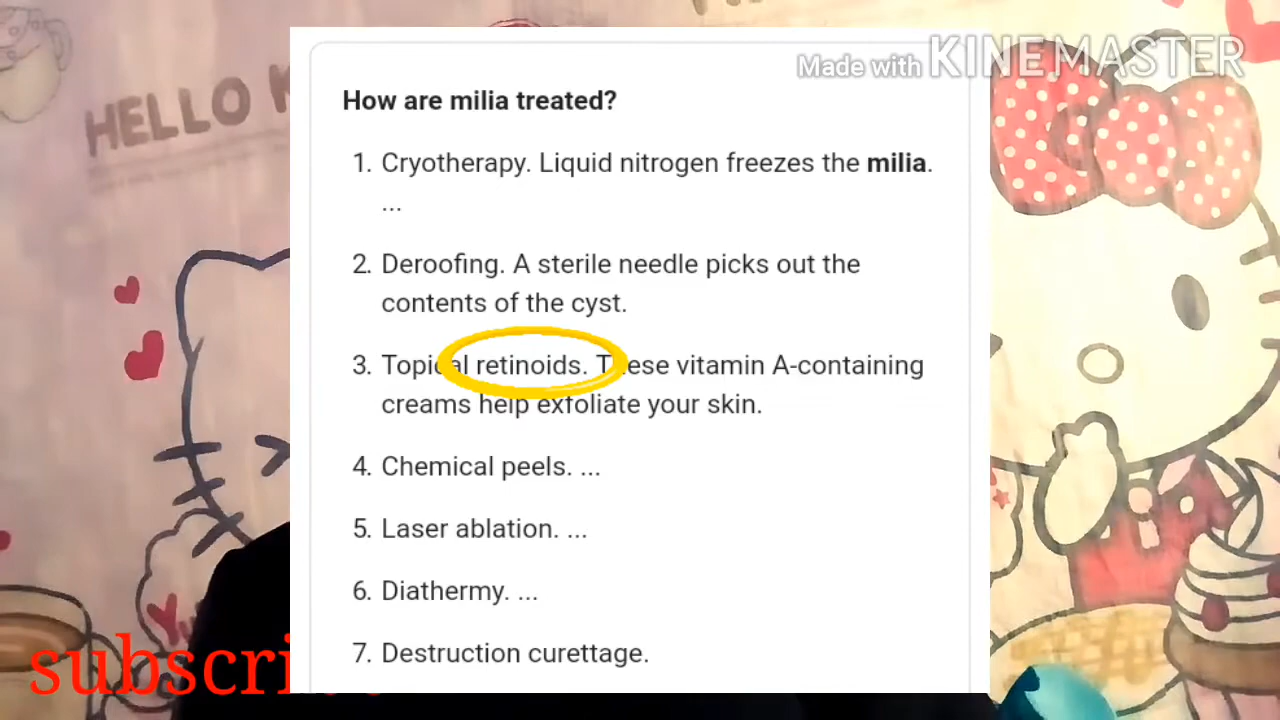 Made with KINEMASTER
HELLO
How are milia treated?
1. Cryotherapy. Liquid nitrogen freezes the milia.
...
2. Deroofing. A sterile needle picks out the
contents of the cyst.
3. Topical retinoids. These vitamin A-containing
creams help exfoliate your skin.
4. Chemical peels. ...
5. Laser ablation. ...
6. Diathermy. ...
7. Destruction curettage.
subscri